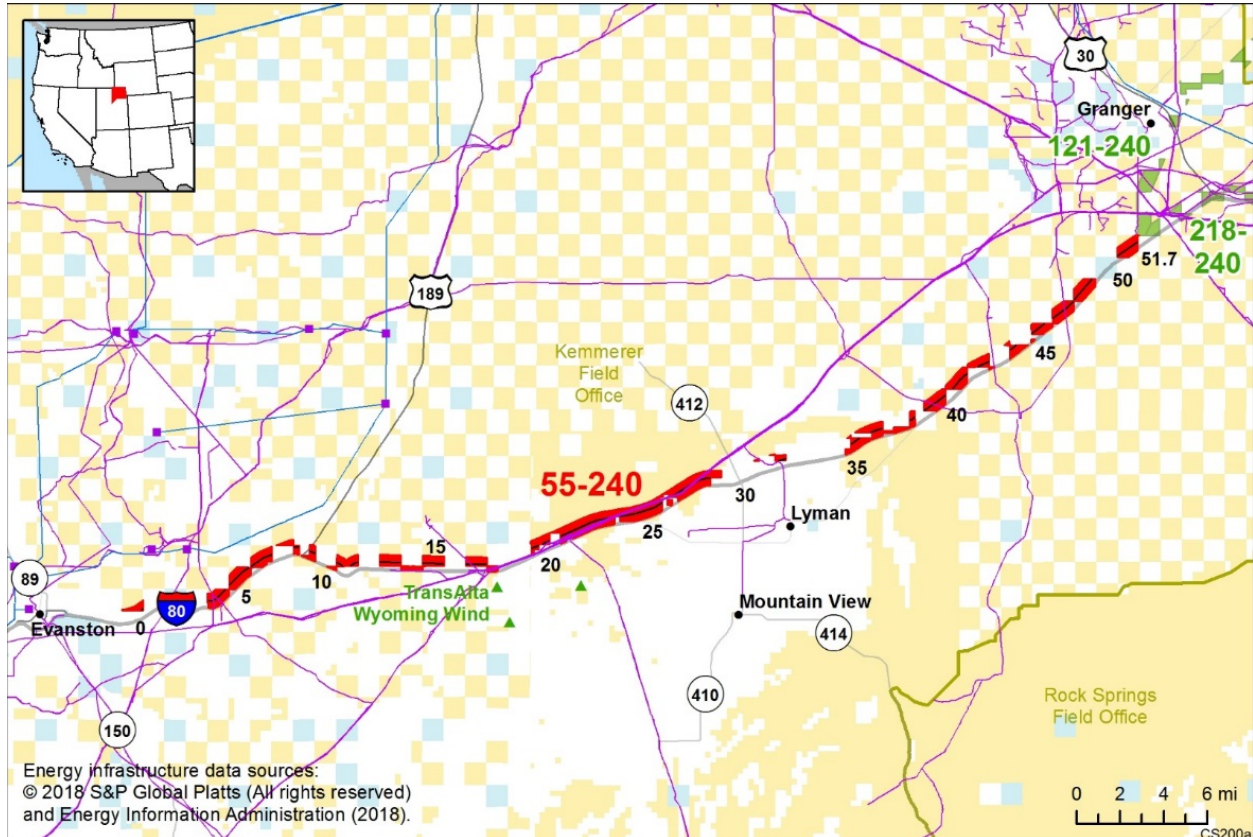 30
Granger
121-240
218-
240
51.7
50
189
45
Kemmerer
Field
Office
412
40
55-240
35
30
25
Lyman
15
20
10
89
5
TransAlta
Wyoming Wind
80
0
Evanston
Mountain View
414
410
Rock Springs
Field Office
150
Energy infrastructure data sources:
© 2018 S&P Global Platts (All rights reserved)
and Energy Information Administration (2018).
0 2 4 6 mi
CS200a